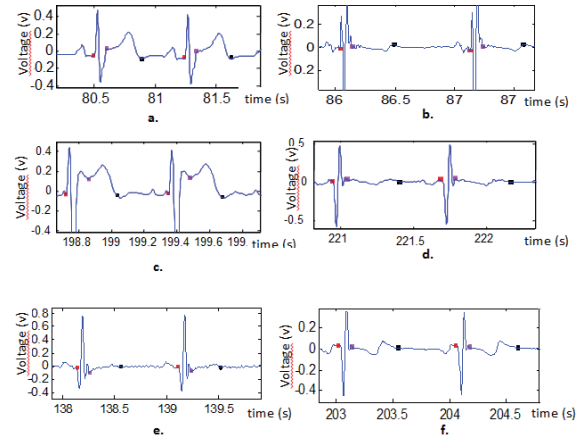 Voltage (v)
0.4
0.2
0
-0.2
-0.4
80.5 81 81.5 time (s)
a.
Voltage (v)
0.2
0
0.2
86 86.5 87 87 time (s)
b.
Voltage (v)
0.4
0.2
0
-0.2
0.4
198.8 199 199.2 199.4 199.6 199. time (s)
c.
Voltage (v)
.5
0
-0.5
221 221.5 222 time (s)
d.
Voltage (v)
0.8
0.6
0.4
0.2
0
-0.2
-0.4
138 138.5 139 139.5 time (s)
e.
Voltage (v)
0.2
0
-0.2
-0.4
203 203.5 204 204.5 time (s)
f.